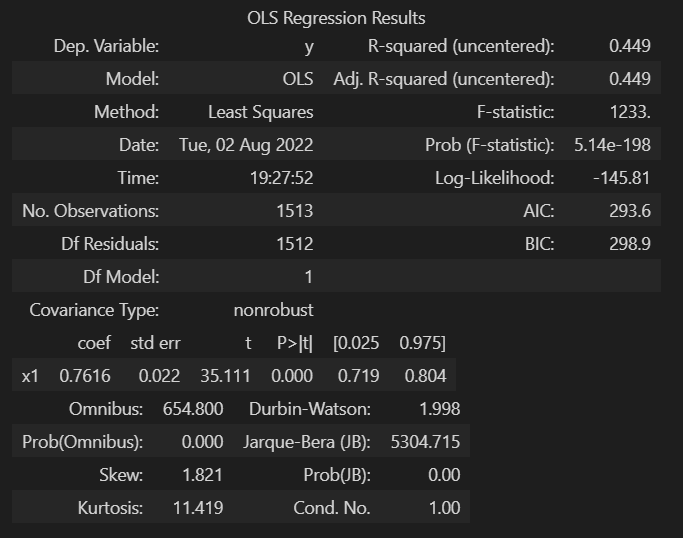 OLS Regression Results
Dep. Variable: y R-squared (uncentered): 0.449
Model: OLS Adj. R-squared (uncentered): 0.449
Method: Least Squares F-statistic: 1233.
Date: Tue, 02 Aug 2022 Prob (F-statistic): 5.14e-198
Time: 19:27:52 Log-Likelihood: -145.81
No. Observations: 1513 AIC: 293.6
Df Residuals: 1512 BIC: 298.9
Df Model: 1
Covariance Type: nonrobust
coef std err t P>|t| [0.025 0.975]
x1 0.7616 0.022 35.111 0.000 0.719 0.804
Omnibus: 654.800 Durbin-Watson: 1.998
Prob(Omnibus): 0.000 Jarque-Bera (JB): 5304.715
Skew: 1.821 Prob(JB): 0.00
Kurtosis: 11.419 Cond. No. 1.00